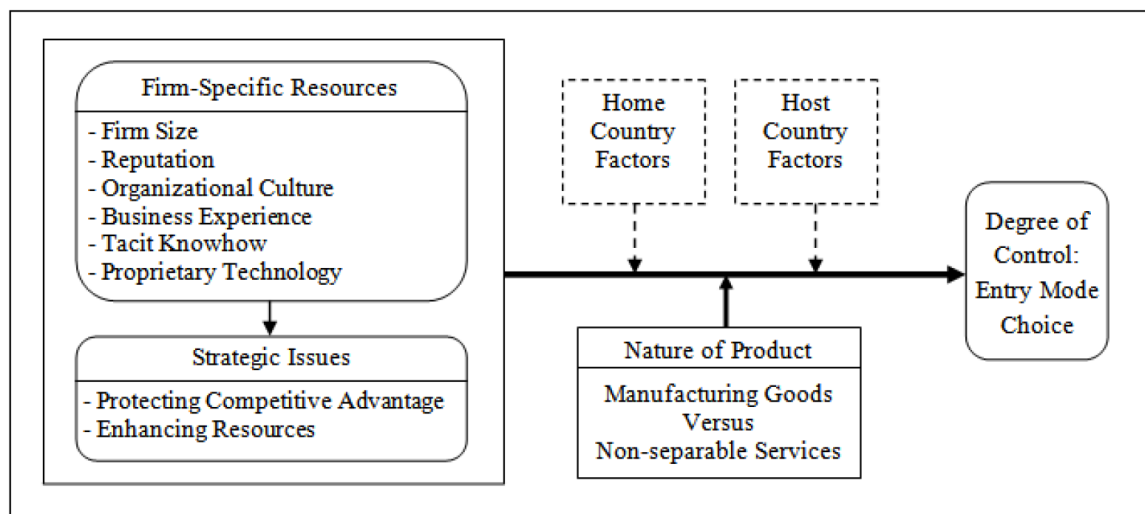 Firm-Specific Resources
- Firm Size
- Reputation
- Organizational Culture
- Business Experience
- Tacit Knowhow
- Proprietary Technology
Strategic Issues
- Protecting Competitive Advantage
- Enhancing Resources
Home
Country
Factors
Host
Country
Factors
Nature of Product
Manufacturing Goods
Versus
Non-separable Services
Degree of
Control:
Entry Mode
Choice